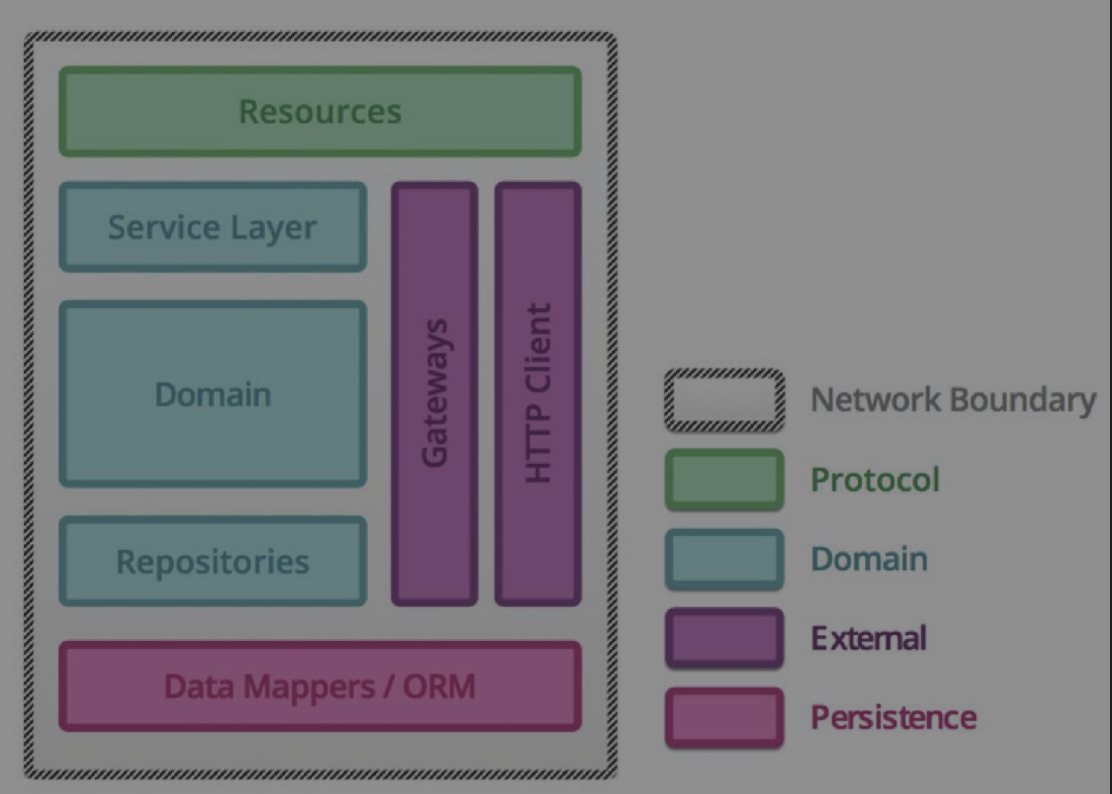 Resources
Service Layer
Domain
Repositories
Gateways
HTTP Client
Data Mappers / ORM
Network Boundary
Protocol
Domain
External
Persistence